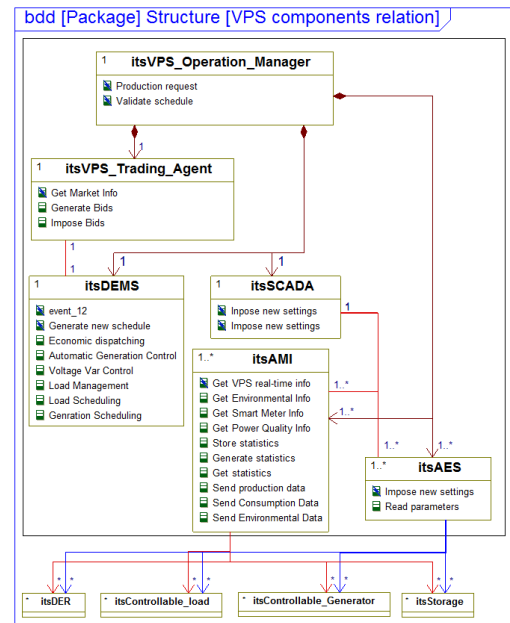 bdd [Package] Structure [VPS components relation]
1 itsVPS_Operation_Manager
Production request
Validate schedule
1
1 itsVPS_Trading_Agent
Get Market Info
Generate Bids
Impose Bids
1
1
1
1
1 itsDEMS
event_12
Generate new schedule
Economic dispatching
Automatic Generation Control
Voltage Var Control
Load Management
Load Scheduling
Genration Scheduling
1 itsSCADA
Inpose new settings
Impose new settings
1
1..* itsAMI
Get VPS real-time info
Get Environmental Info
Get Smart Meter Info
Get Power Quality Info
Store statistics
Generate statistics
Get statistics
Send production data
Send Consumption Data
Send Environmental Data
1..*
1..*
1..*
1..*
1..* itsAES
Impose new settings
Read parameters
* * * * * * * *
* itsDER
* itsControllable_load
* itsControllable_Generator
* itsStorage